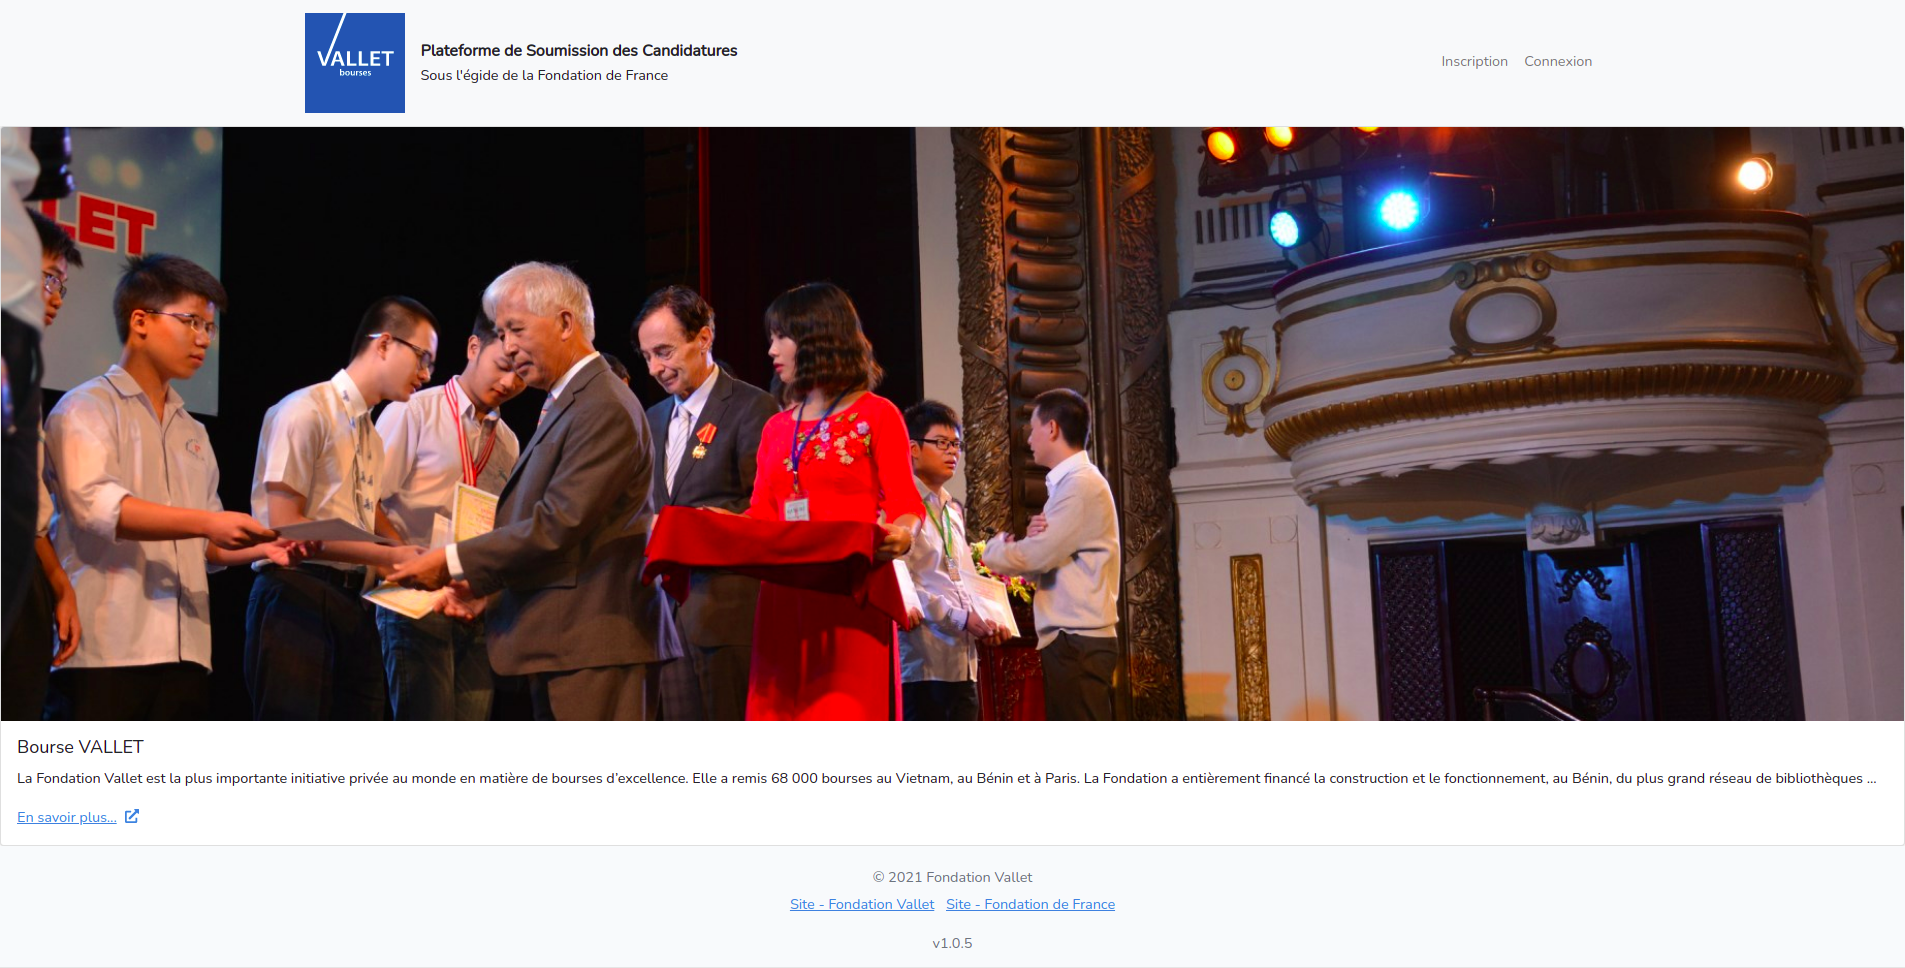 VALLET
bourses
Plateforme de Soumission des Candidatures
Sous l'égide de la Fondation de France
Inscription Connexion
LET
Bourse VALLET
La Fondation Vallet est la plus importante initiative privée au monde en matière de bourses d’excellence. Elle a remis 68 000 bourses au Vietnam, au Bénin et à Paris. La Fondation a entièrement financé la construction et le fonctionnement, au Bénin, du plus grand réseau de bibliothèques ...
En savoir plus...
© 2021 Fondation Vallet
Site - Fondation Vallet Site - Fondation de France
v1.0.5